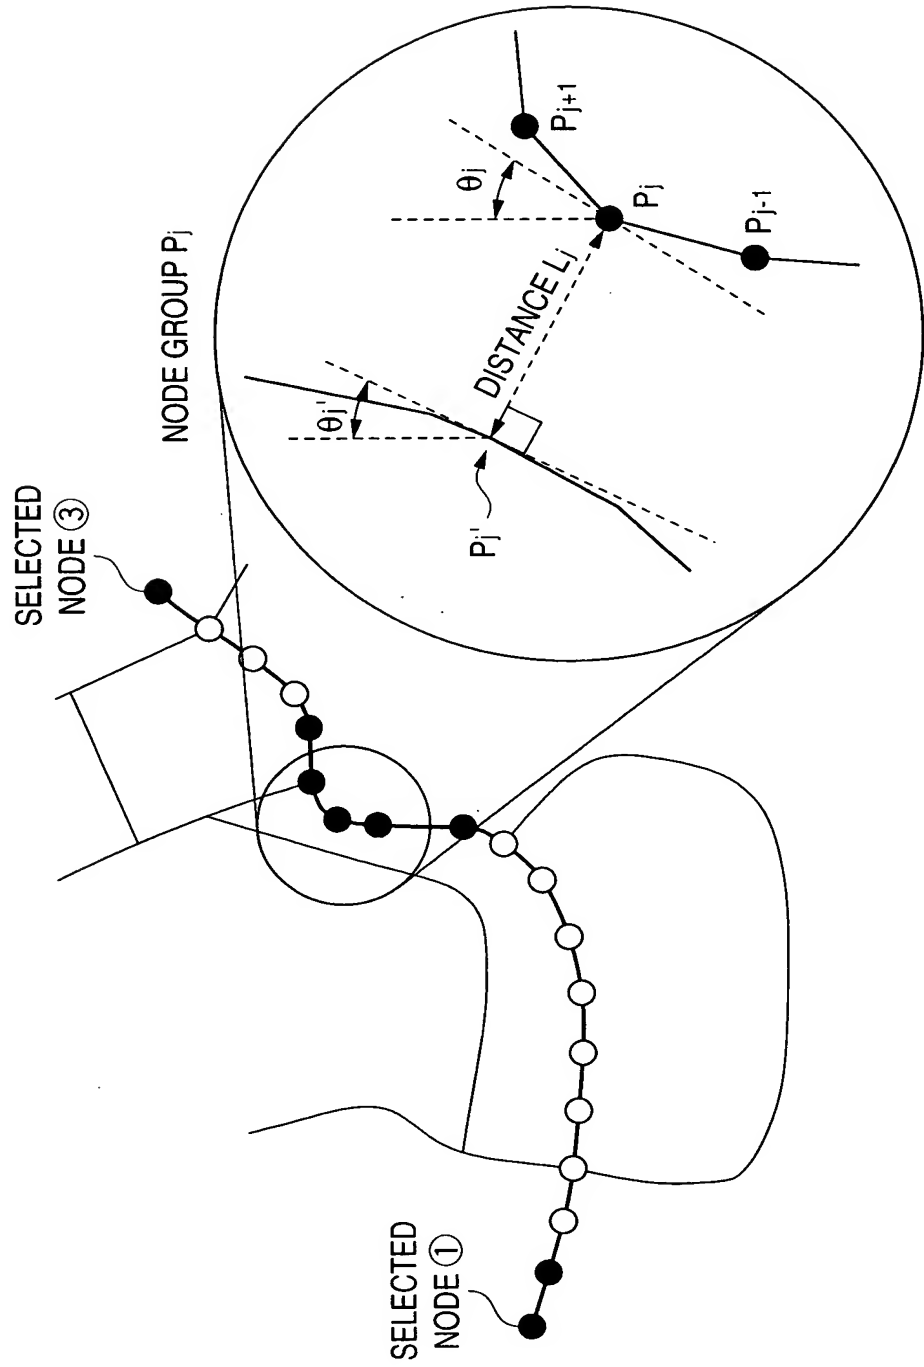 SELECTED
NODE ①
SELECTED
NODE ③
NODE GROUP Pj
θj'
Pj'
DISTANCE Lj
θj
Pj+1
Pj
Pj-1